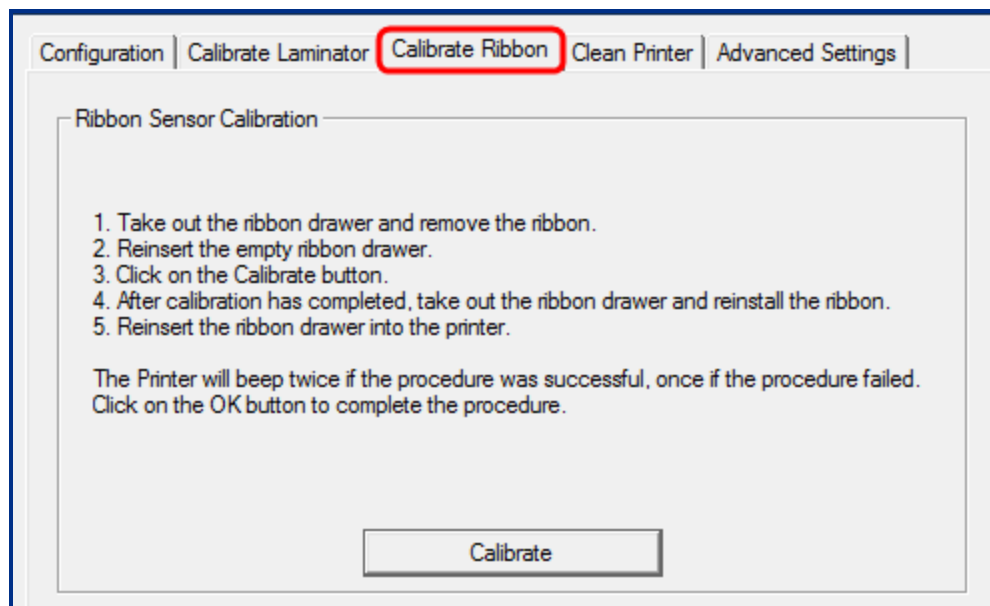 Configuration Calibrate Laminator Calibrate Ribbon Clean Printer Advanced Settings
Ribbon Sensor Calibration
1. Take out the ribbon drawer and remove the ribbon.
2. Reinsert the empty ribbon drawer.
3. Click on the Calibrate button.
4. After calibration has completed, take out the ribbon drawer and reinstall the ribbon.
5. Reinsert the ribbon drawer into the printer.
The Printer will beep twice if the procedure was successful, once if the procedure failed.
Click on the OK button to complete the procedure.
Calibrate